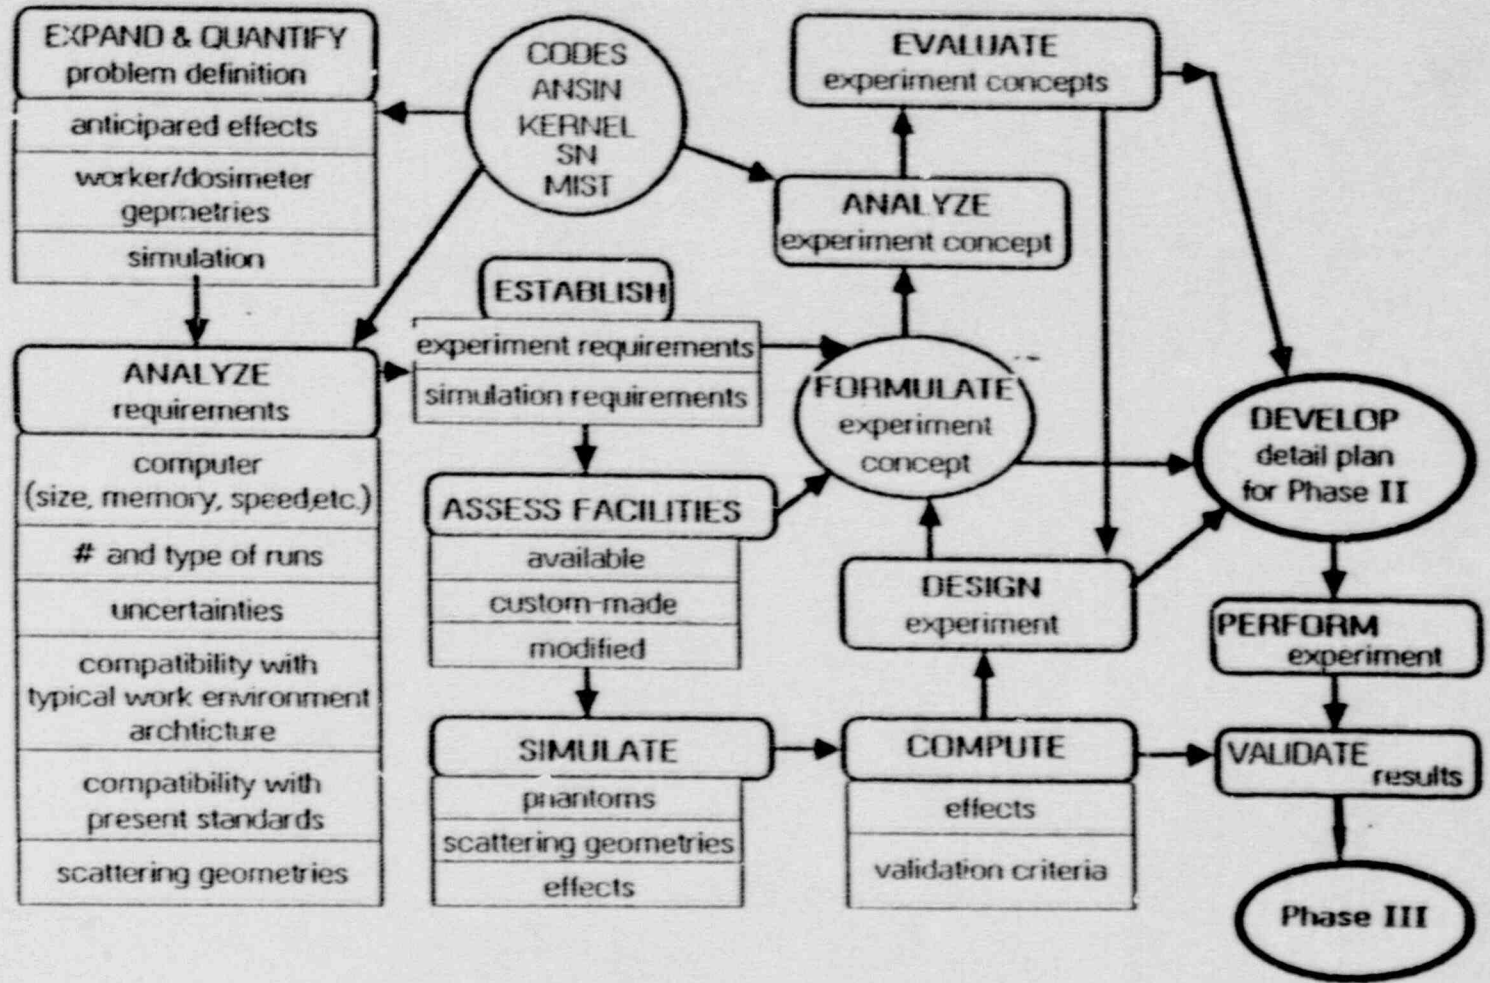 EXPAND & QUANTIFY
problem definition
anticipared effects
worker/dosimeter
gepmetries
simulation
CODES
ANSIN
KERNEL
SN
MIST
EVALUATE
experiment concepts
ANALYZE
experiment concept
ESTABLISH
experiment requirements
simulation requirements
ANALYZE
requirements
computer
(size, memory, speed,etc.)
# and type of runs
uncertainties
compatibility with
typical work environment
archticture
compatibility with
present standards
scattering geometries
ASSESS FACILITIES
available
custom-made
modified
FORMULATE
experiment
concept
DEVELOP
detail plan
for Phase II
DESIGN
experiment
PERFORM
experiment
SIMULATE
phantoms
scattering geometries
effects
COMPUTE
effects
validation criteria
VALIDATE
results
Phase III